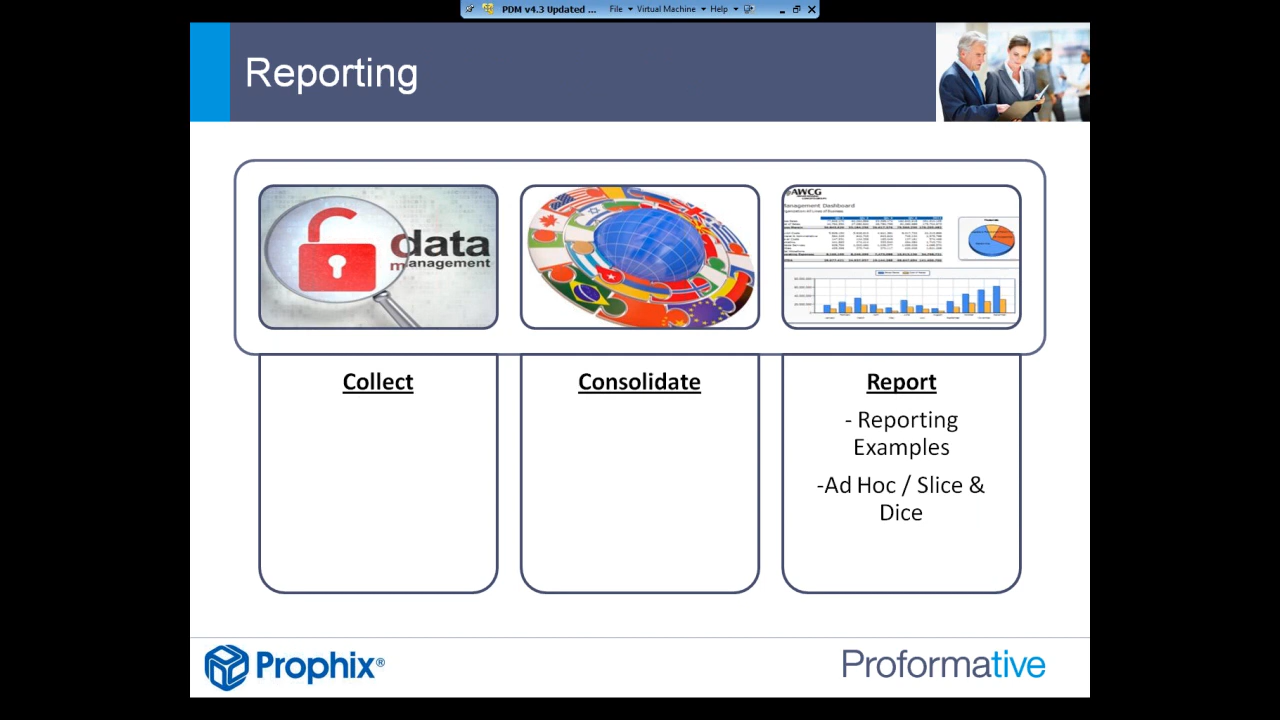 PDM v4.3 Updated ... File Virtual Machine Help
Reporting
data
management
AWCG
Management Dashboard
Collect
Consolidate
Report
- Reporting
Examples
-Ad Hoc / Slice &
Dice
Prophix®
Proformative